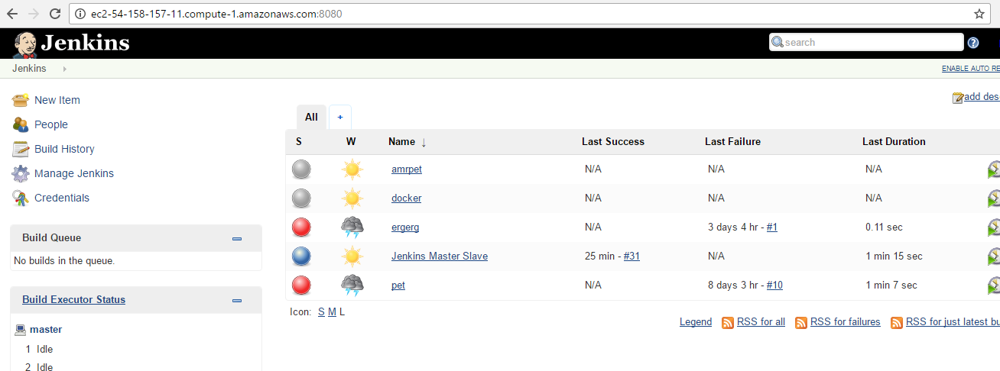 ec2-54-158-157-11.compute-1.amazonaws.com:8080
Jenkins
search
Jenkins
ENABLE AUTO RE
New Item
People
Build History
Manage Jenkins
Credentials
Build Queue
No builds in the queue.
Build Executor Status
master
1 Idle
2 Idle
add des
All +
S W Name ↓ Last Success Last Failure Last Duration
amrpet N/A N/A N/A
docker N/A N/A N/A
ergerg N/A 3 days 4 hr - #1 0.11 sec
Jenkins Master Slave 25 min - #31 N/A 1 min 15 sec
pet N/A 8 days 3 hr - #10 1 min 7 sec
Icon: S M L
Legend RSS for all RSS for failures RSS for just latest bu